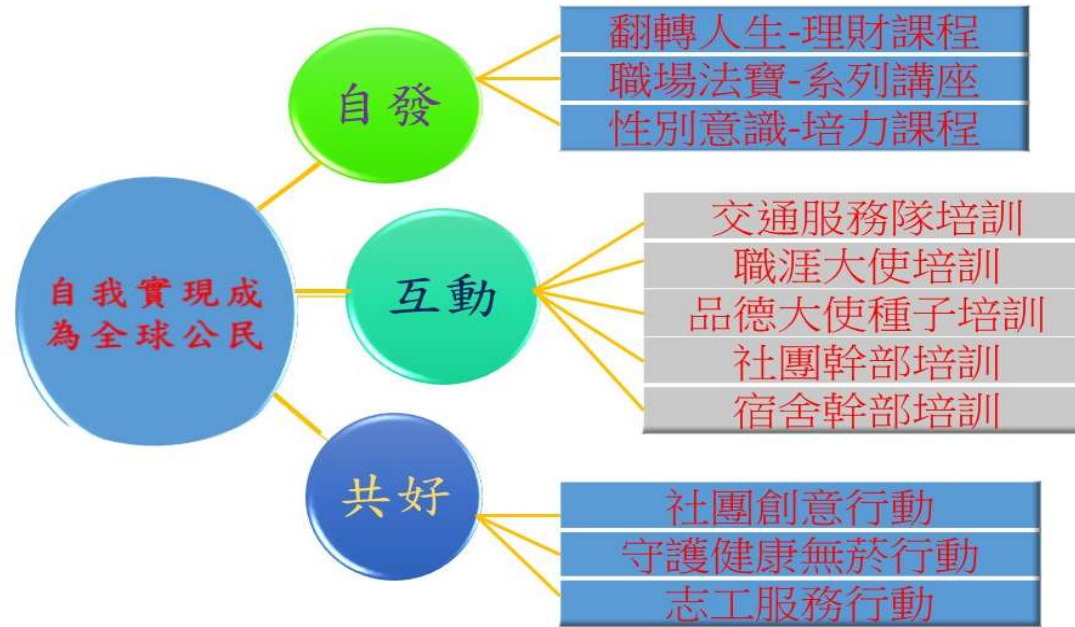 自我實現成
為全球公民
自發
翻轉人生-理財課程
職場法寶-系列講座
性別意識-培力課程
互動
交通服務隊培訓
職涯大使培訓
品德大使種子培訓
社團幹部培訓
宿舍幹部培訓
共好
社團創意行動
守護健康無菸行動
志工服務行動